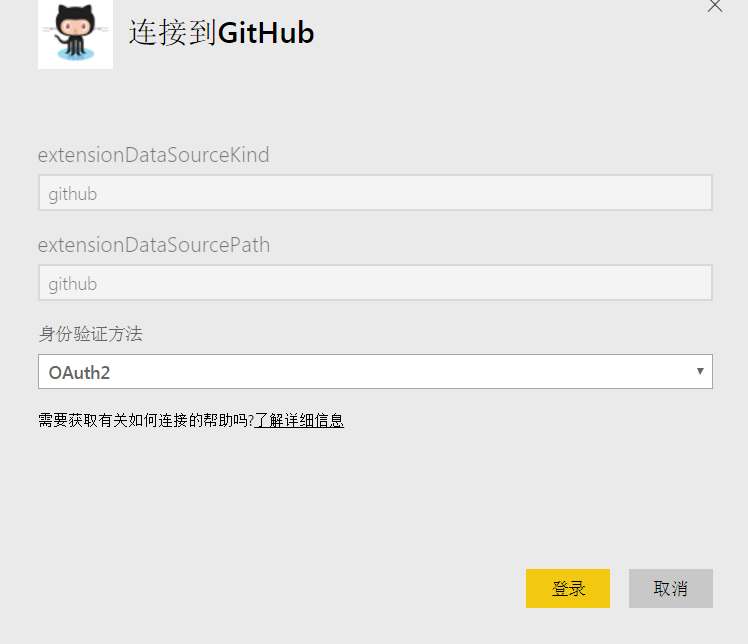 连接到GitHub
extensionDataSourceKind
github
extensionDataSourcePath
github
身份验证方法
OAuth2
需要获取有关如何连接的帮助吗?了解详细信息
登录 取消